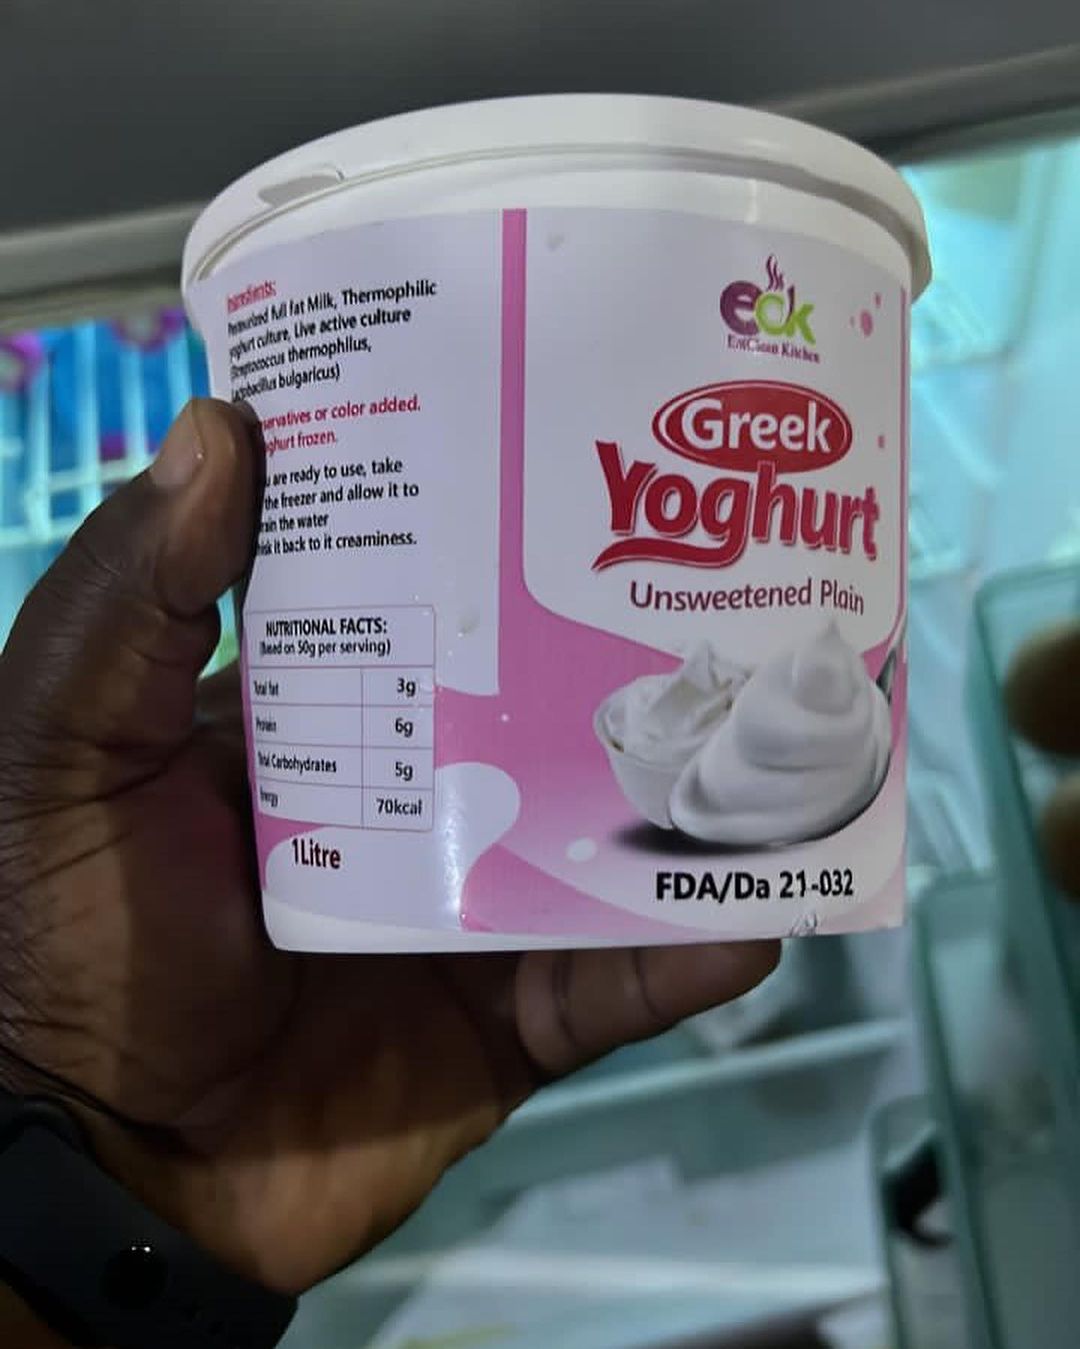 Ingredients:
Pasteurized full fat Milk, Thermophilic
yoghurt culture, Live active culture
(Streptococcus thermophilus,
Lactobacillus bulgaricus)
servatives or color added.
ghurt frozen.
are ready to use, take
the freezer and allow it to
the water
it back to it creaminess.
NUTRITIONAL FACTS:
(Based on 50g per serving)
Total fat 3g
Protein 6g
Total Carbohydrates 5g
Energy 70kcal
1Litre
eck
EatClean Kitchen
Greek
Yoghurt
Unsweetened Plain
FDA/Da 21-032